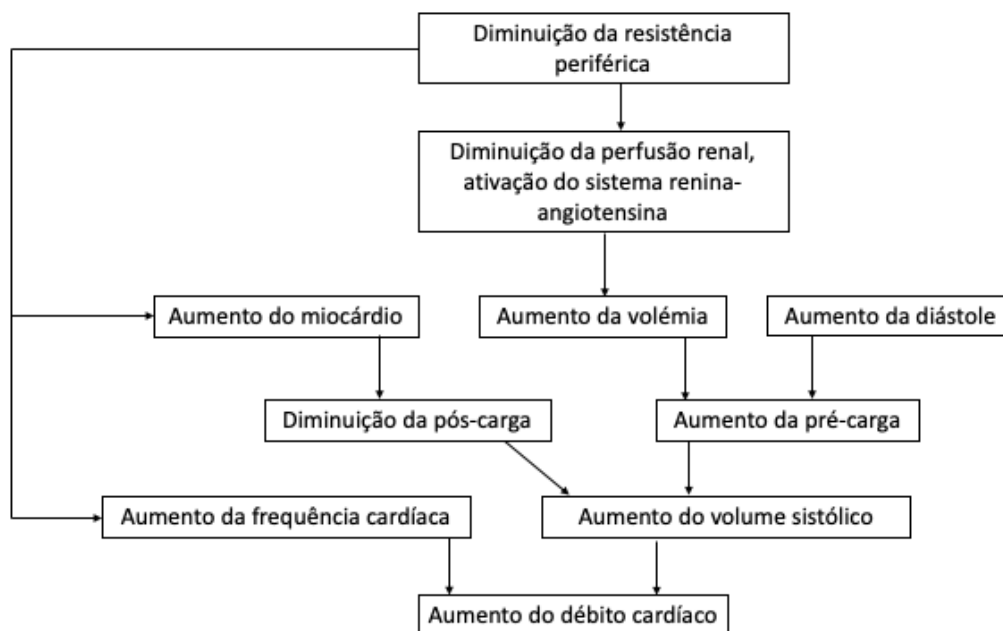 Diminuição da resistência
periférica
Diminuição da perfusão renal,
ativação do sistema renina-
angiotensina
Aumento do miocárdio
Aumento da volémia
Aumento da diástole
Diminuição da pós-carga
Aumento da pré-carga
Aumento da frequência cardíaca
Aumento do volume sistólico
Aumento do débito cardíaco